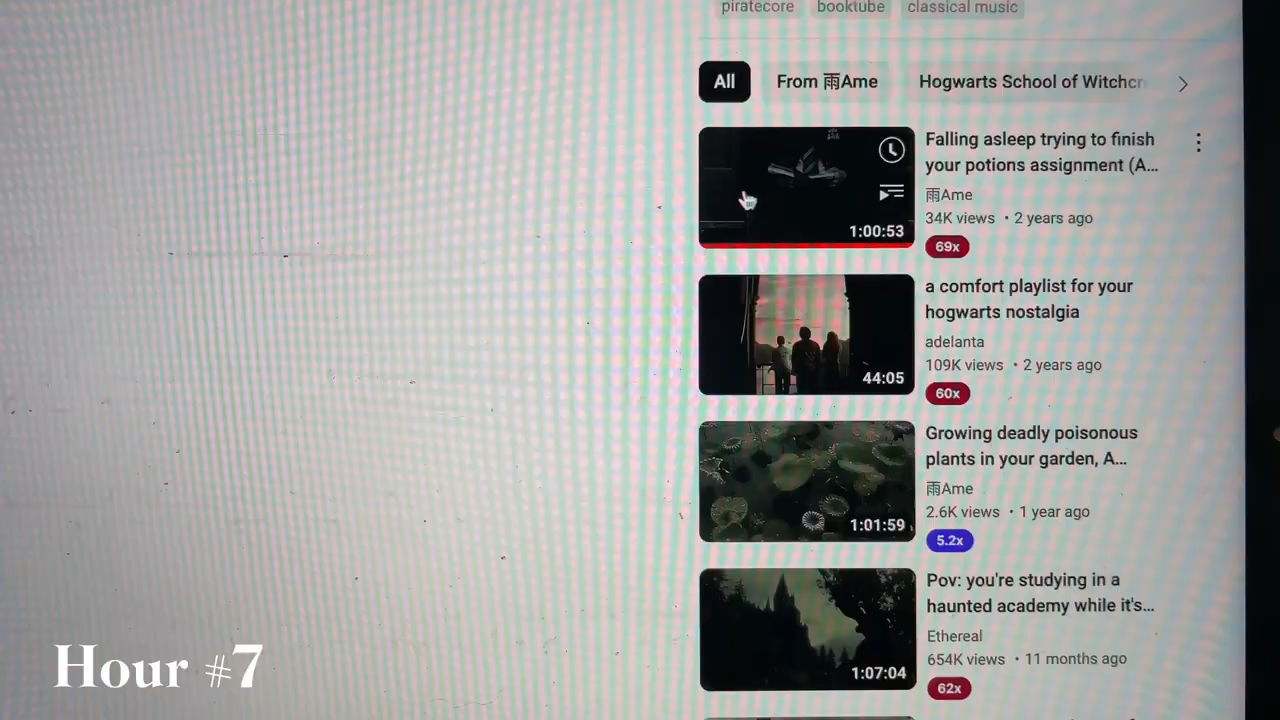 piratecore booktube classical music
All From 雨Ame Hogwarts School of Witchcr
Falling asleep trying to finish
your potions assignment (A...
雨Ame
34K views • 2 years ago
1:00:53
69x
a comfort playlist for your
hogwarts nostalgia
adelanta
109K views • 2 years ago
44:05
60x
Growing deadly poisonous
plants in your garden, A...
雨Ame
2.6K views • 1 year ago
1:01:59
5.2x
Pov: you're studying in a
haunted academy while it's...
Ethereal
654K views • 11 months ago
1:07:04
62x
Hour #7